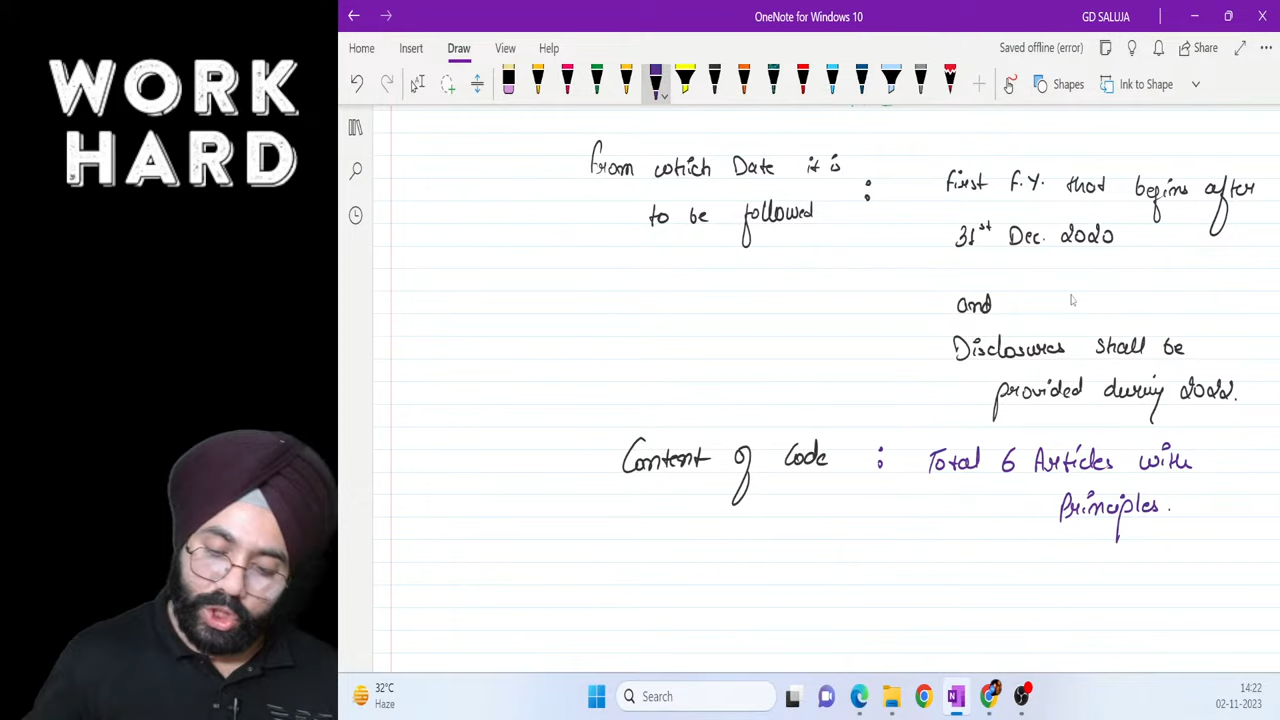 WORK
HARD
OneNote for Windows 10
GD SALUJA
Home Insert Draw View Help
Saved offline (error)
Share
Shapes
Ink to Shape
From which Date it is
to be followed
:
First F.Y. that begins after
31st Dec. 2020
and
Disclosures shall be
provided during 2022.
Content of Code : Total 6 Articles with
Principles.
32°C
Haze
Search
14:22
02-11-2023